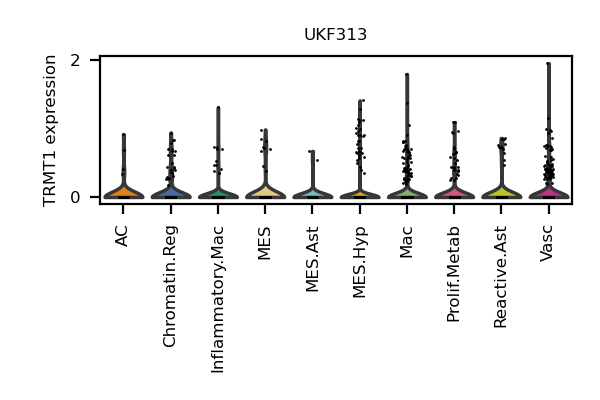 UKF313
TRMT1 expression
2
0
AC
Chromatin.Reg
Inflammatory.Mac
MES
MES.Ast
MES.Hyp
Mac
Prolif.Metab
Reactive.Ast
Vasc